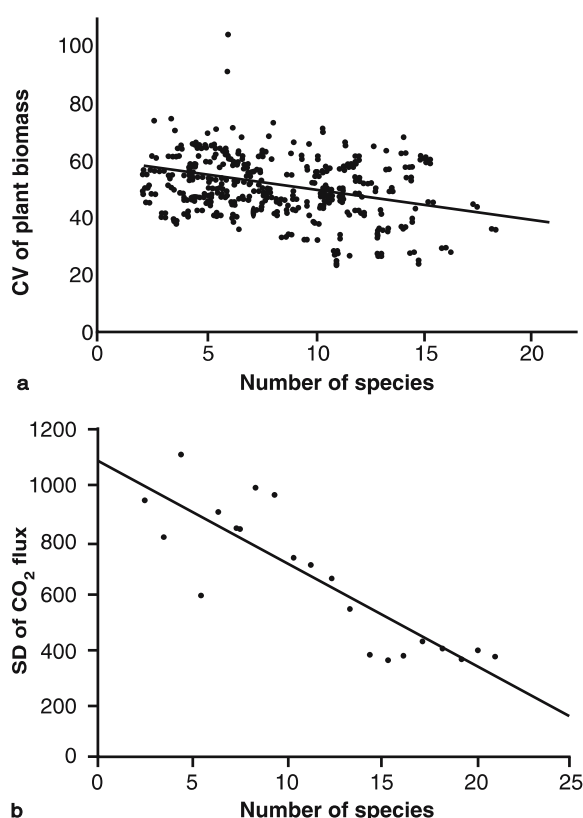 100
80
60
40
20
0
CV of plant biomass
0 5 10 15 20
Number of species
a
1200
1000
800
600
400
200
0
SD of CO₂ flux
0 5 10 15 20 25
Number of species
b